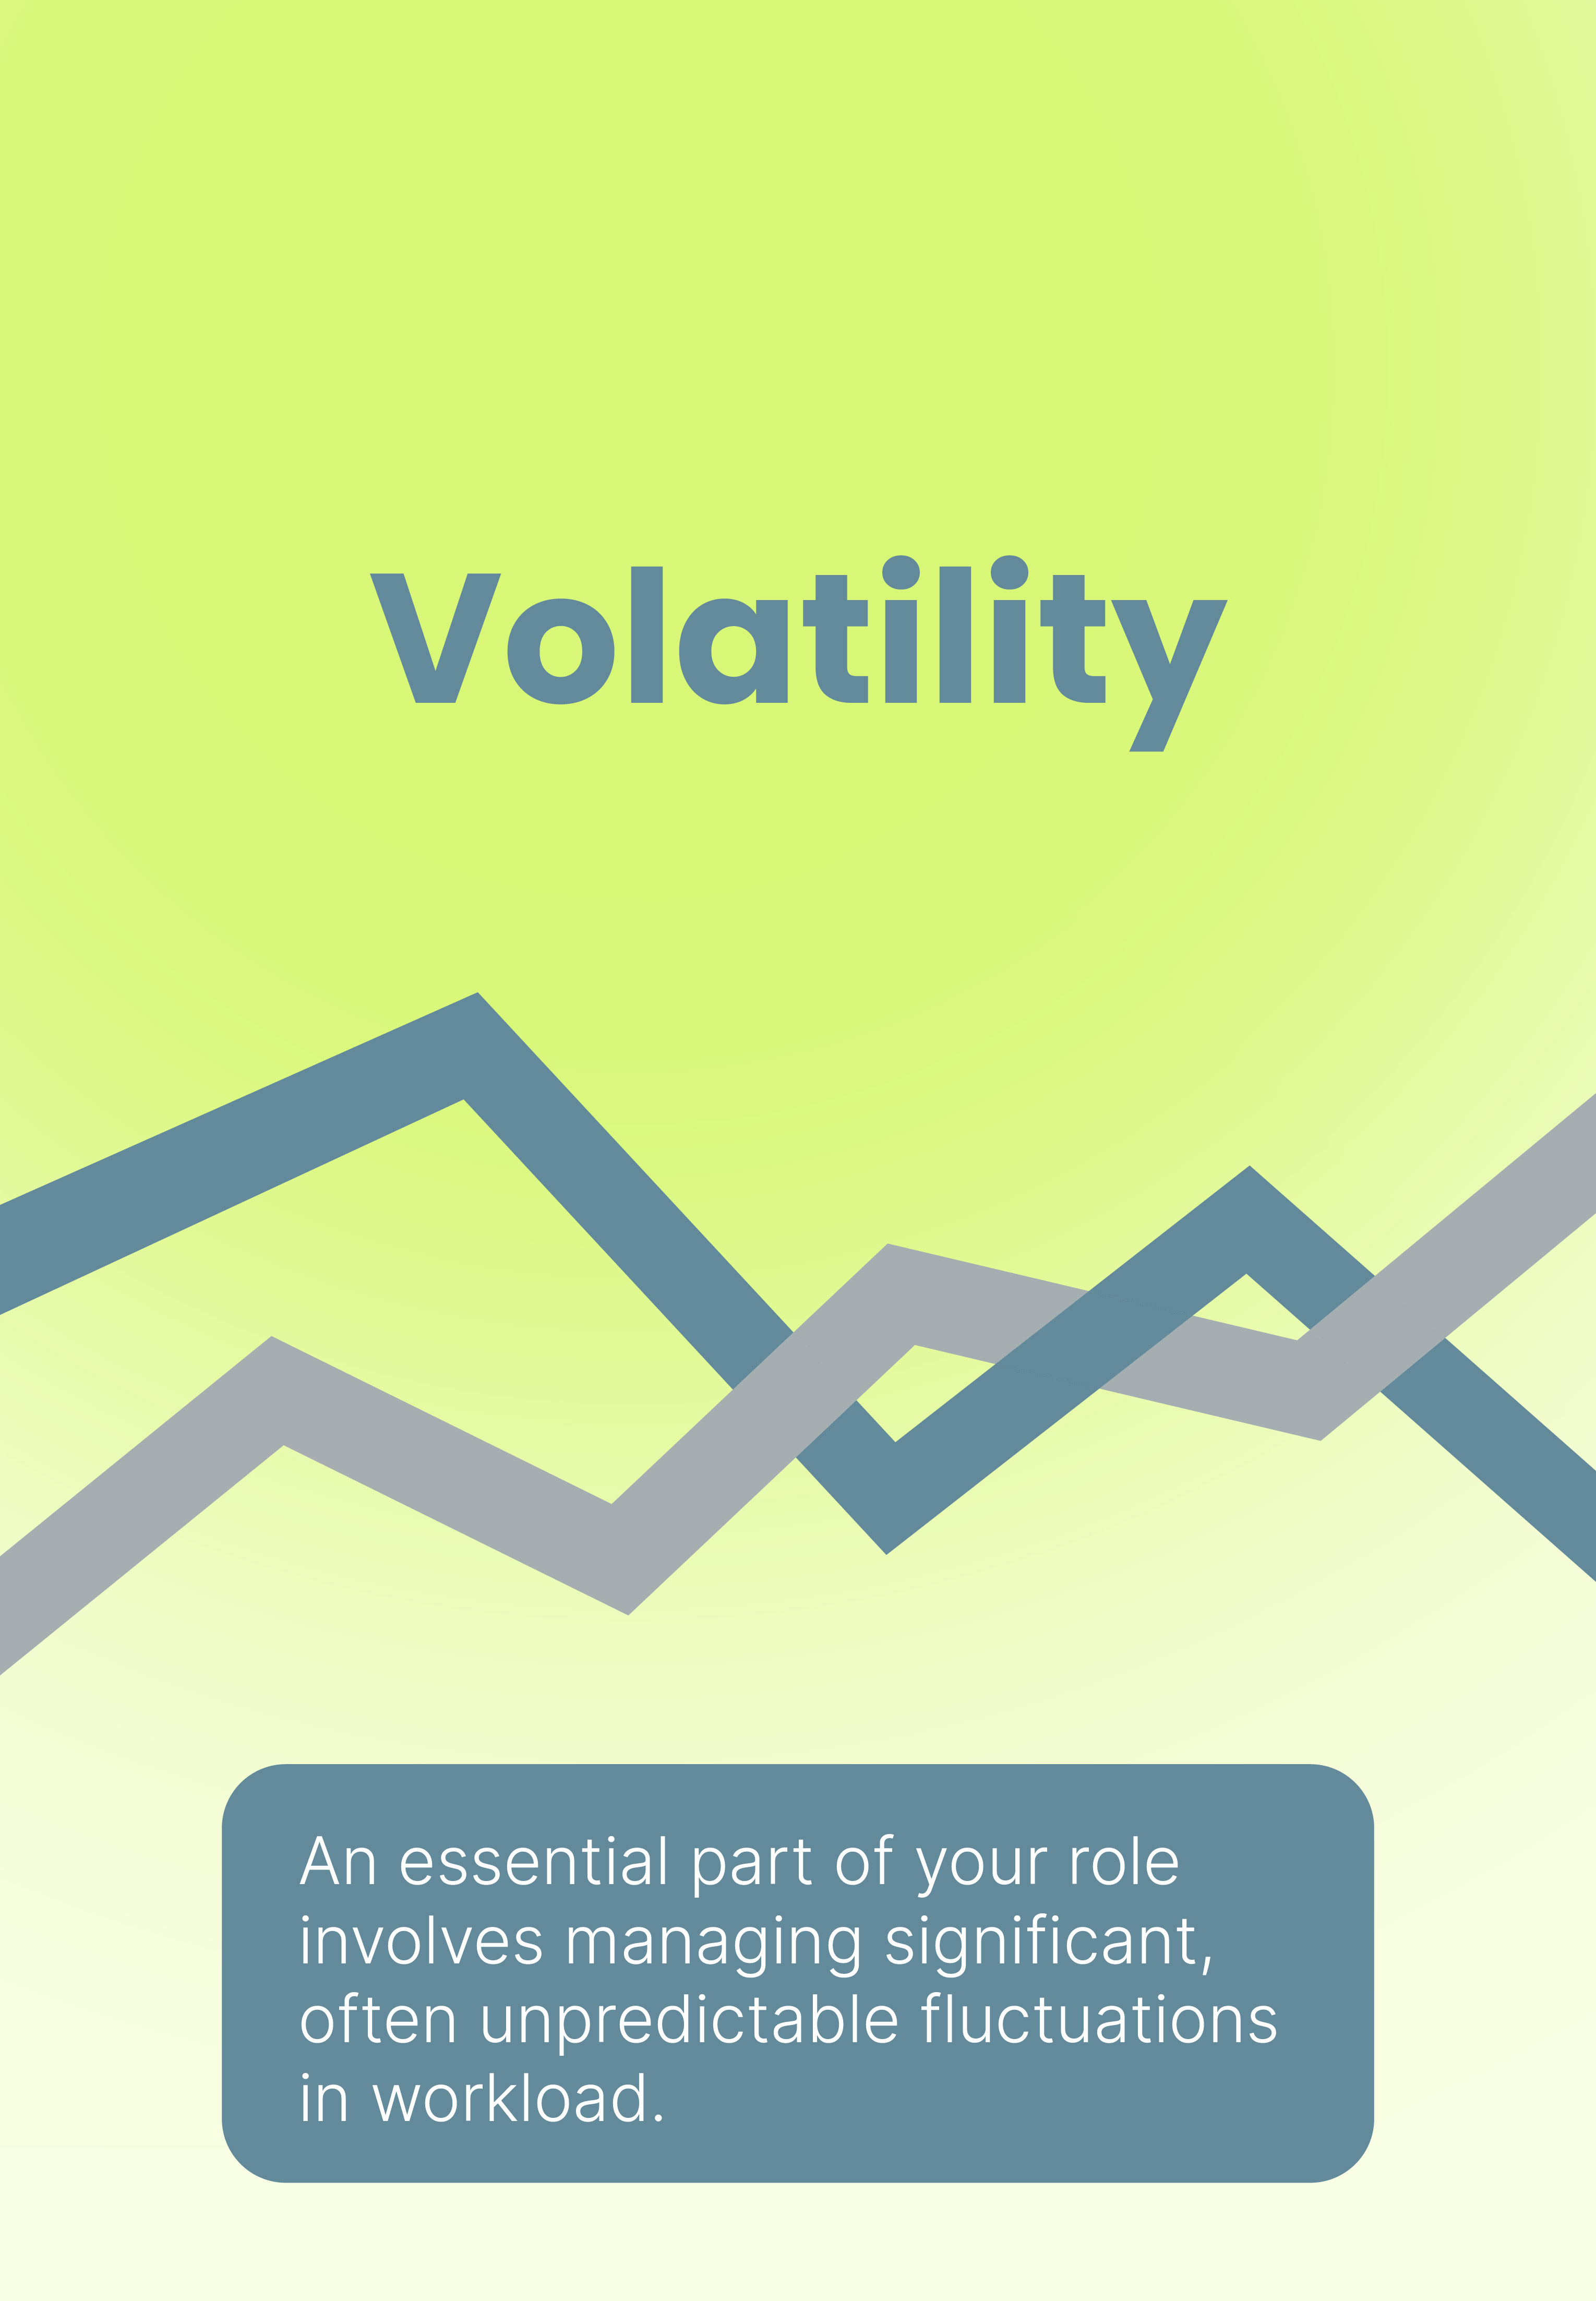 Volatility
An essential part of your role
involves managing significant,
often unpredictable fluctuations
in workload.